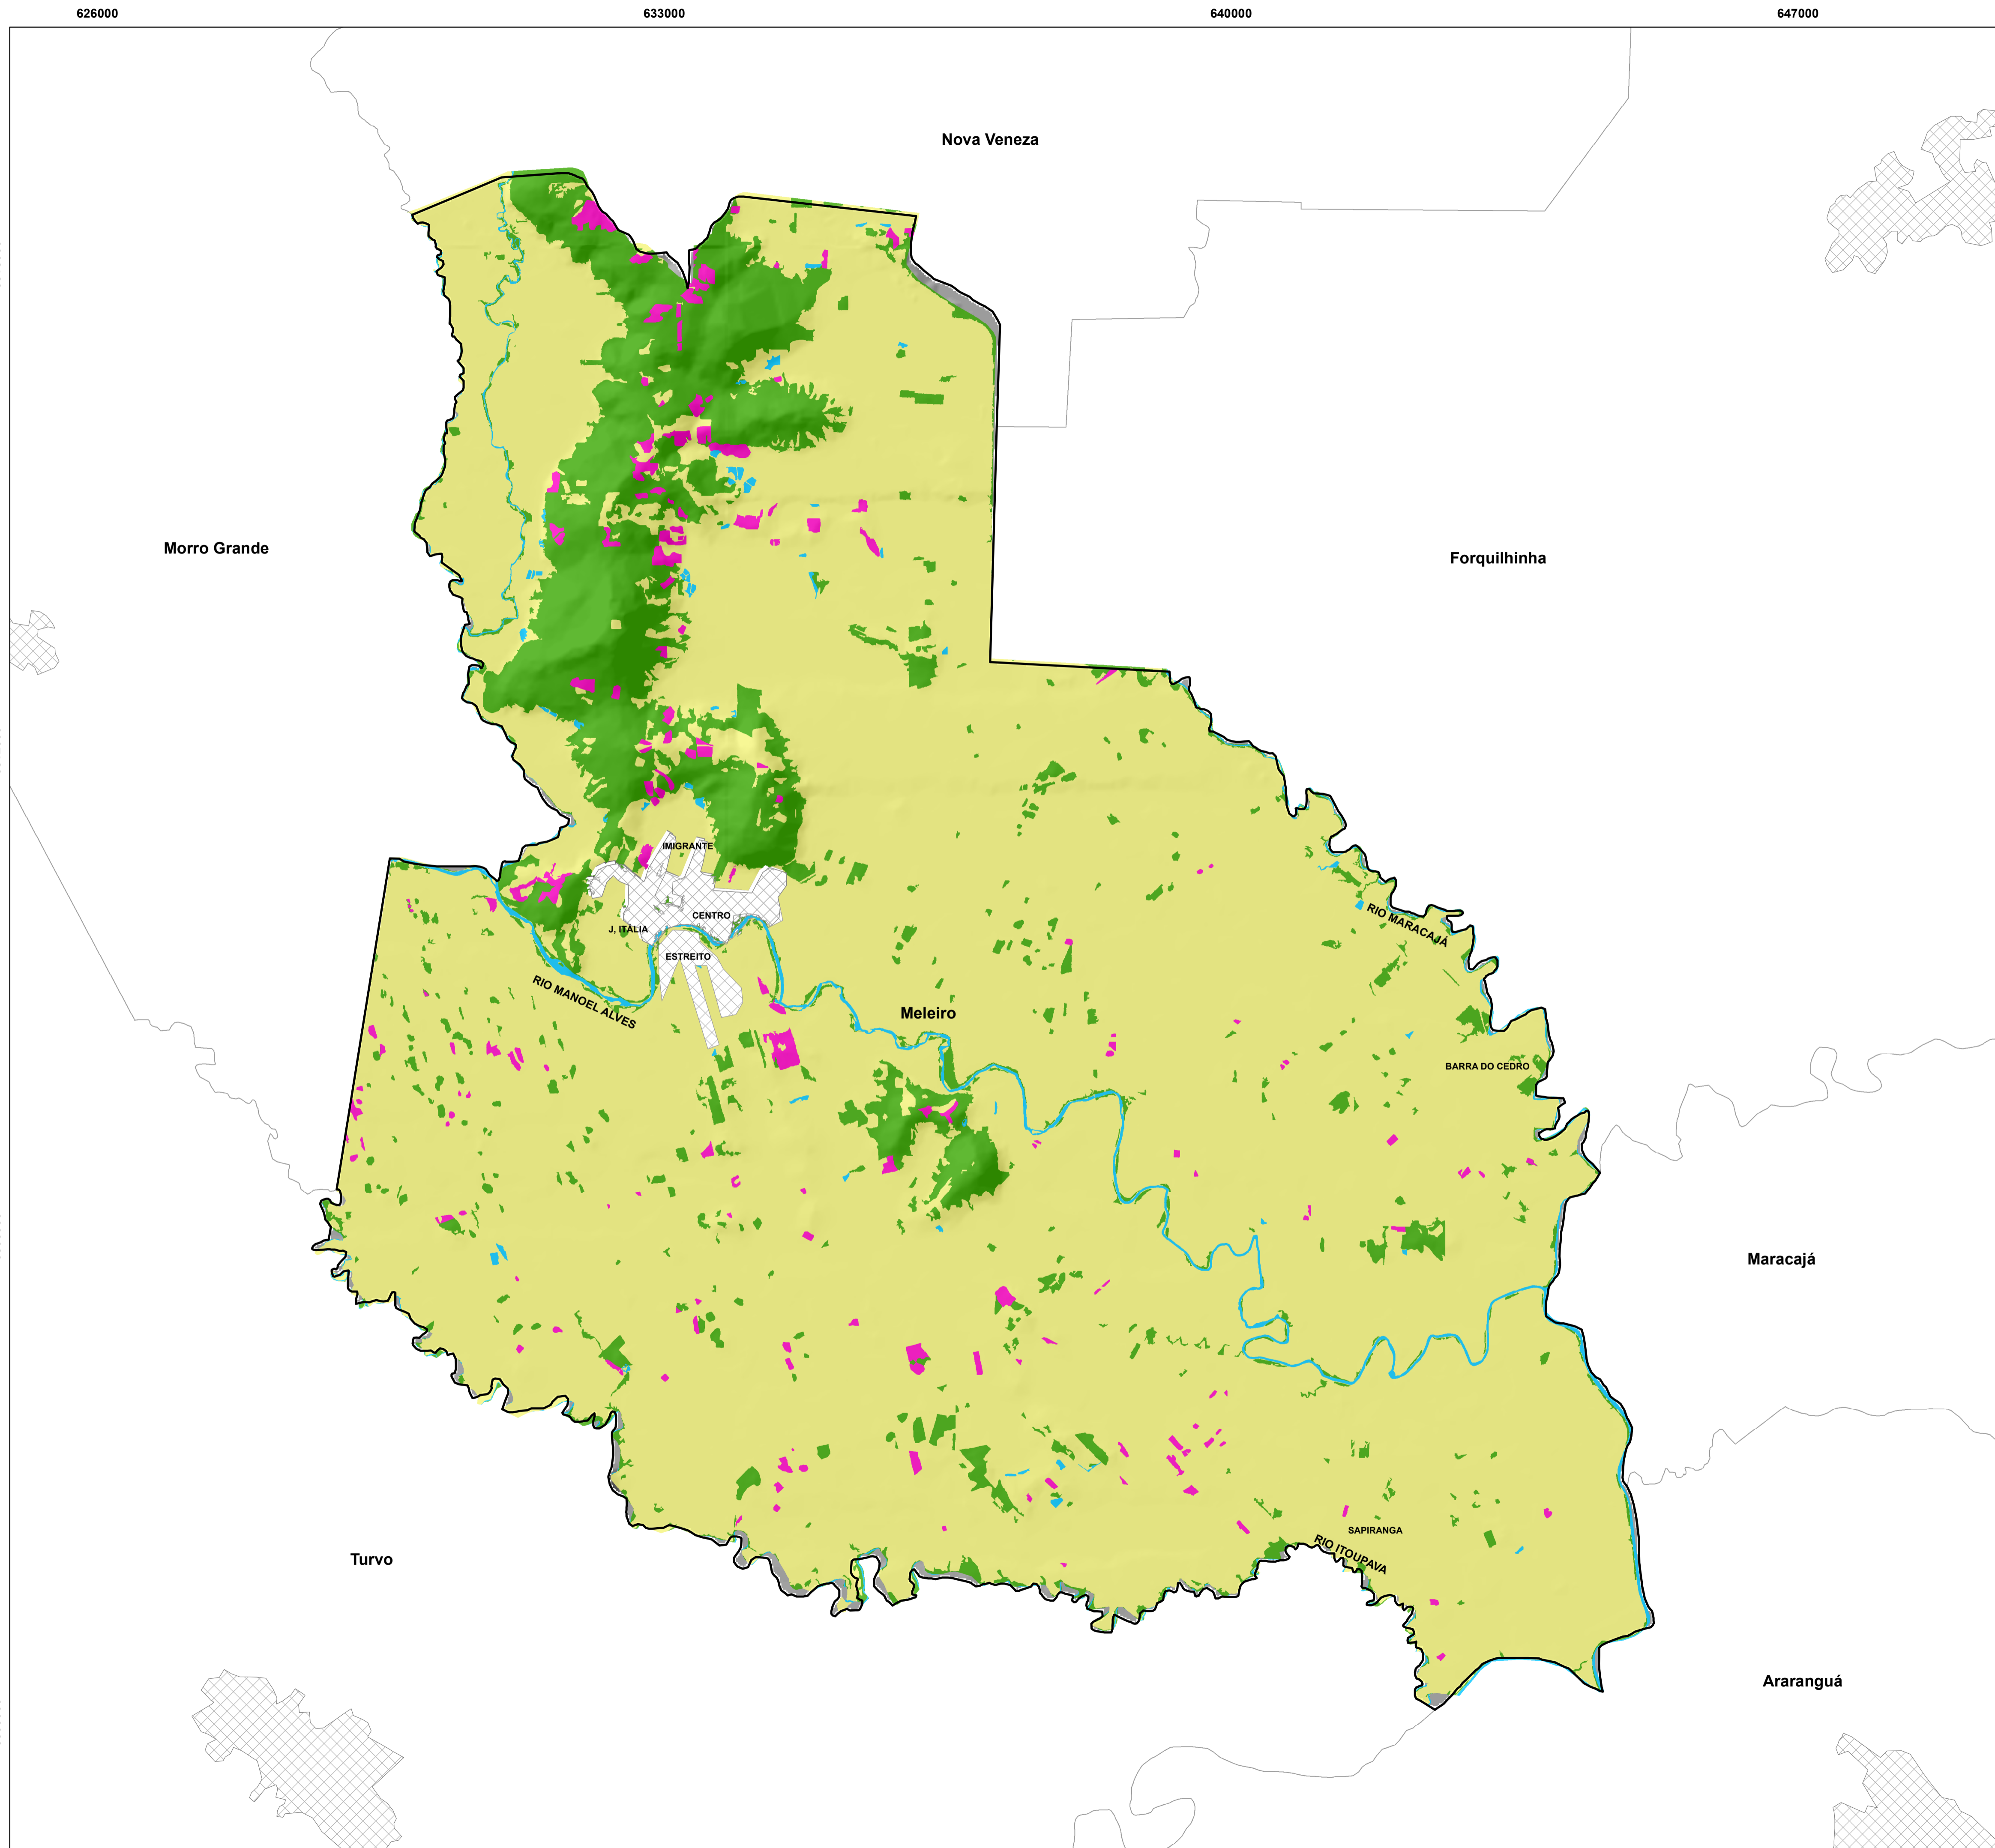 626000 633000 640000 647000
Nova Veneza
Morro Grande
Forquilhinha
IMIGRANTE
CENTRO
RIO MARACAJÁ
J, ITÁLIA
ESTREITO
RIO MANOEL ALVES
Meleiro
BARRA DO CEDRO
Maracajá
SAPIRANGA
RIO ITOUPAVA
Turvo
Araranguá